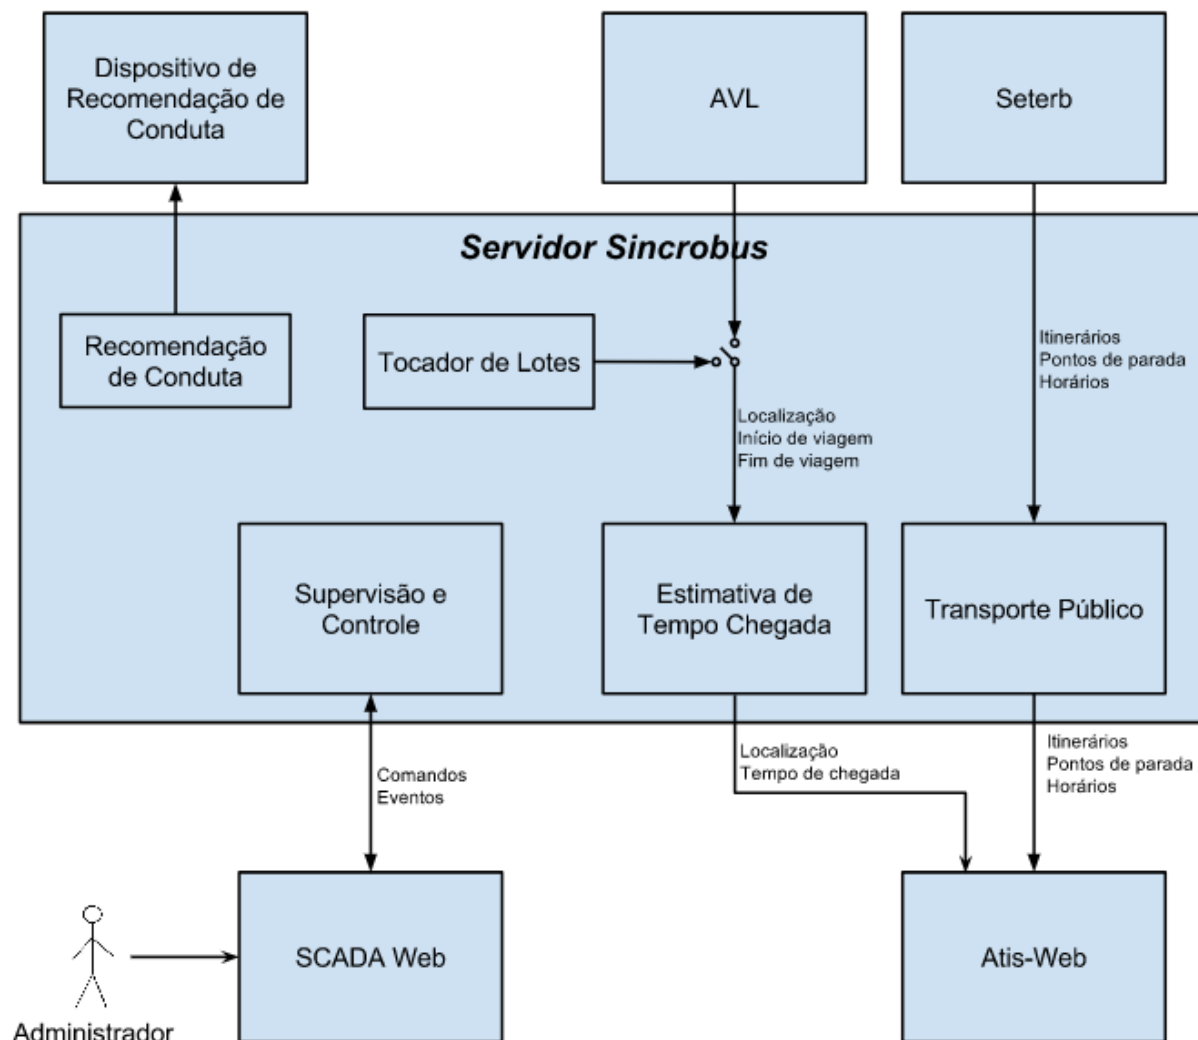 Dispositivo de
Recomendação de
Conduta
AVL
Seterb
Servidor Sincrobus
Recomendação
de Conduta
Tocador de Lotes
Itinerários
Pontos de parada
Horários
Localização
Início de viagem
Fim de viagem
Supervisão e
Controle
Estimativa de
Tempo Chegada
Transporte Público
Comandos
Eventos
Localização
Tempo de chegada
Itinerários
Pontos de parada
Horários
SCADA Web
Atis-Web
Administrador